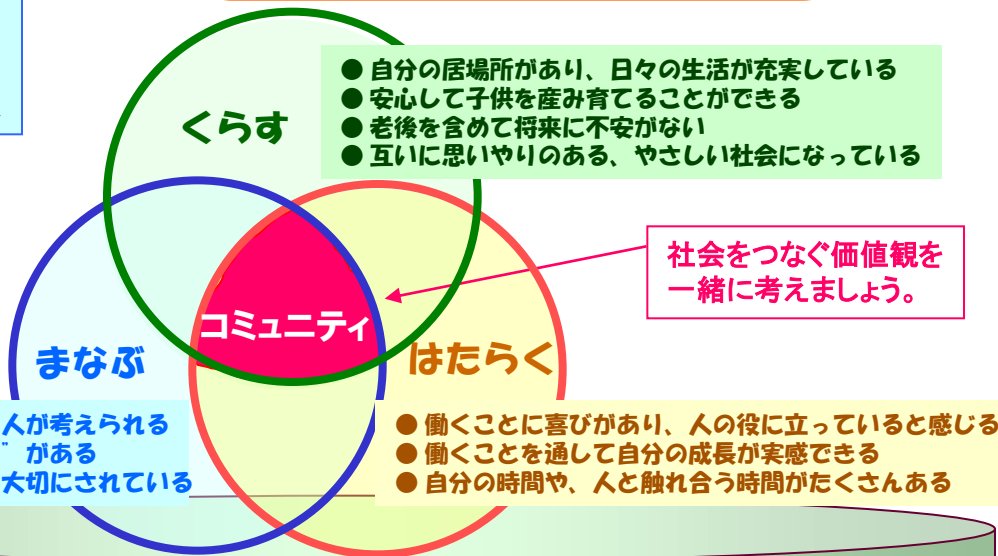 くらす
● 自分の居場所があり、日々の生活が充実している
● 安心して子供を産み育てることができる
● 老後を含めて将来に不安がない
● 互いに思いやりのある、やさしい社会になっている
社会をつなぐ価値観を
一緒に考えましょう。
コミュニティ
まなぶ
はたらく
人が考えられる
” がある
大切にされている
● 働くことに喜びがあり、人の役に立っていると感じる
● 働くことを通して自分の成長が実感できる
● 自分の時間や、人と触れ合う時間がたくさんある